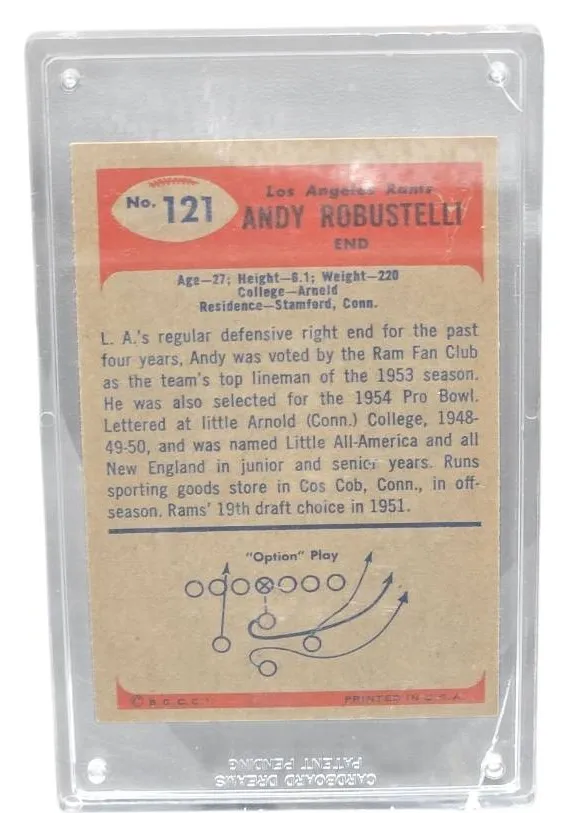 No. 121
Los Angeles Rams
ANDY ROBUSTELLI
END
Age—27; Height—6.1; Weight—220
College—Arnold
Residence—Stamford, Conn.
L. A.'s regular defensive right end for the past
four years, Andy was voted by the Ram Fan Club
as the team's top lineman of the 1953 season.
He was also selected for the 1954 Pro Bowl.
Lettered at little Arnold (Conn.) College, 1948-
49-50, and was named Little All-America and all
New England in junior and senior years. Runs
sporting goods store in Cos Cob, Conn., in off-
season. Rams' 19th draft choice in 1951.
"Option" Play
© B.G.C.I.
PRINTED IN U.S.A.
CARDBOARD DREAMS
PATENT PENDING